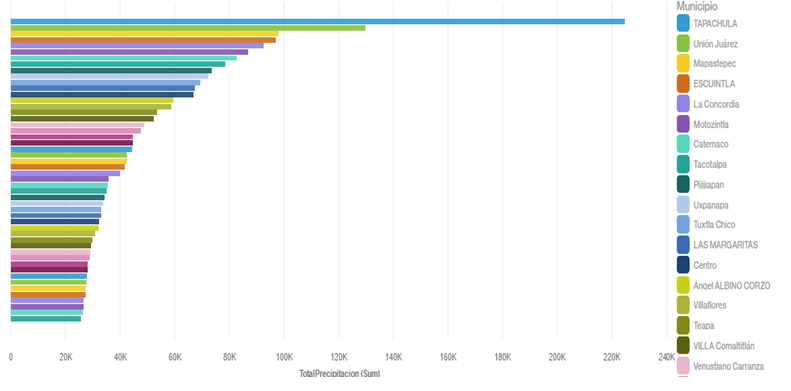 Municipio
TAPACHULA
Unión Juárez
Mapastepec
ESCUINTLA
La Concordia
Motozintla
Catemaco
Tacotalpa
Pijijiapan
Uxpanapa
Tuxtla Chico
LAS MARGARITAS
Centro
Ángel ALBINO CORZO
Villaflores
Teapa
VILLA Comaltitlán
Venustiano Carranza
0 20K 40K 60K 80K 100K 120K 140K 160K 180K 200K 220K 240K
TotalPrecipitacion (Sum)